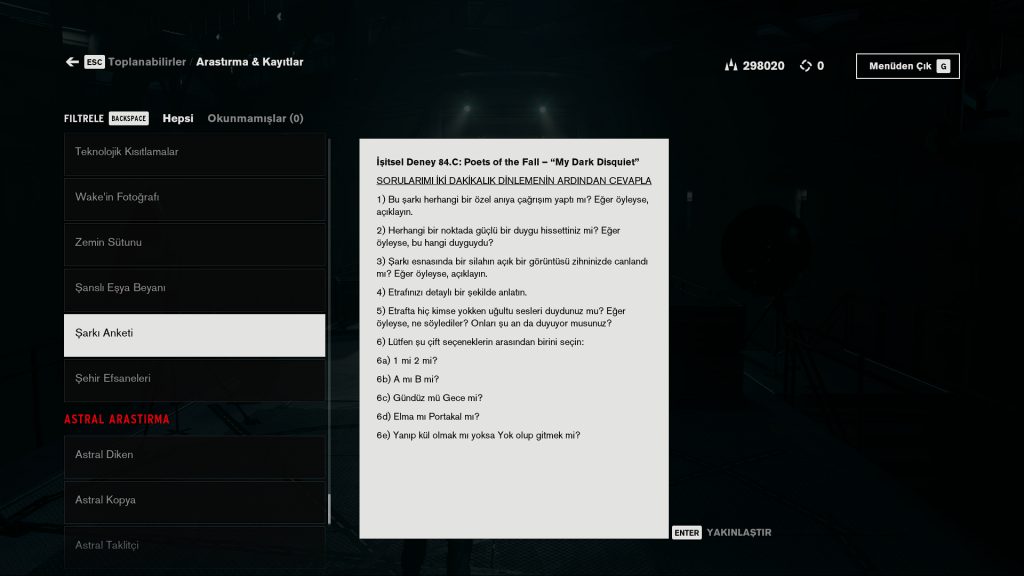 ESC Toplanabilirler / Arastırma & Kayıtlar
298020 0
Menüden Çık G
FILTRELE BACKSPACE Hepsi Okunmamışlar (0)
Teknolojik Kısıtlamalar
Wake'in Fotoğrafı
Zemin Sütunu
Şanslı Eşya Beyanı
Şarkı Anketi
Şehir Efsaneleri
ASTRAL ARASTIRMA
Astral Diken
Astral Kopya
Astral Taklitçi
İşitsel Deney 84.C: Poets of the Fall – “My Dark Disquiet”
SORULARIMI İKİ DAKİKALIK DİNLEMENİN ARDINDAN CEVAPLA
1) Bu şarkı herhangi bir özel anıya çağrışım yaptı mı? Eğer öyleyse,
açıklayın.
2) Herhangi bir noktada güçlü bir duygu hissettiniz mi? Eğer
öyleyse, bu hangi duyguydu?
3) Şarkı esnasında bir silahın açık bir görüntüsü zihninizde canlandı
mı? Eğer öyleyse, açıklayın.
4) Etrafınızı detaylı bir şekilde anlatın.
5) Etrafta hiç kimse yokken uğultu sesleri duydunuz mu? Eğer
öyleyse, ne söylediler? Onları şu an da duyuyor musunuz?
6) Lütfen şu çift seçeneklerin arasından birini seçin:
6a) 1 mi 2 mi?
6b) A mı B mi?
6c) Gündüz mü Gece mi?
6d) Elma mı Portakal mı?
6e) Yanıp kül olmak mı yoksa Yok olup gitmek mi?
ENTER YAKINLAŞTIR